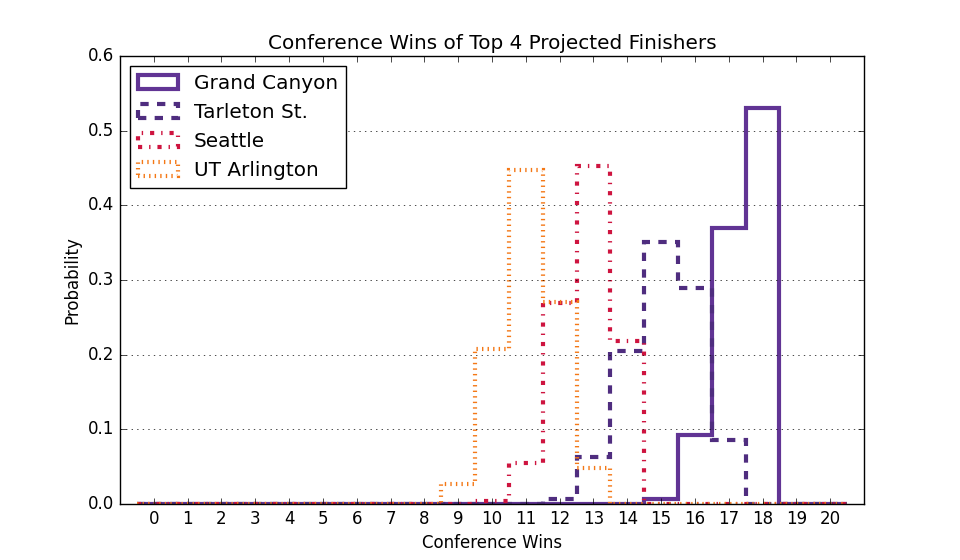 Conference Wins of Top 4 Projected Finishers
Grand Canyon
Tarleton St.
Seattle
UT Arlington
Probability
0.6
0.5
0.4
0.3
0.2
0.1
0.0
0 1 2 3 4 5 6 7 8 9 10 11 12 13 14 15 16 17 18 19 20
Conference Wins